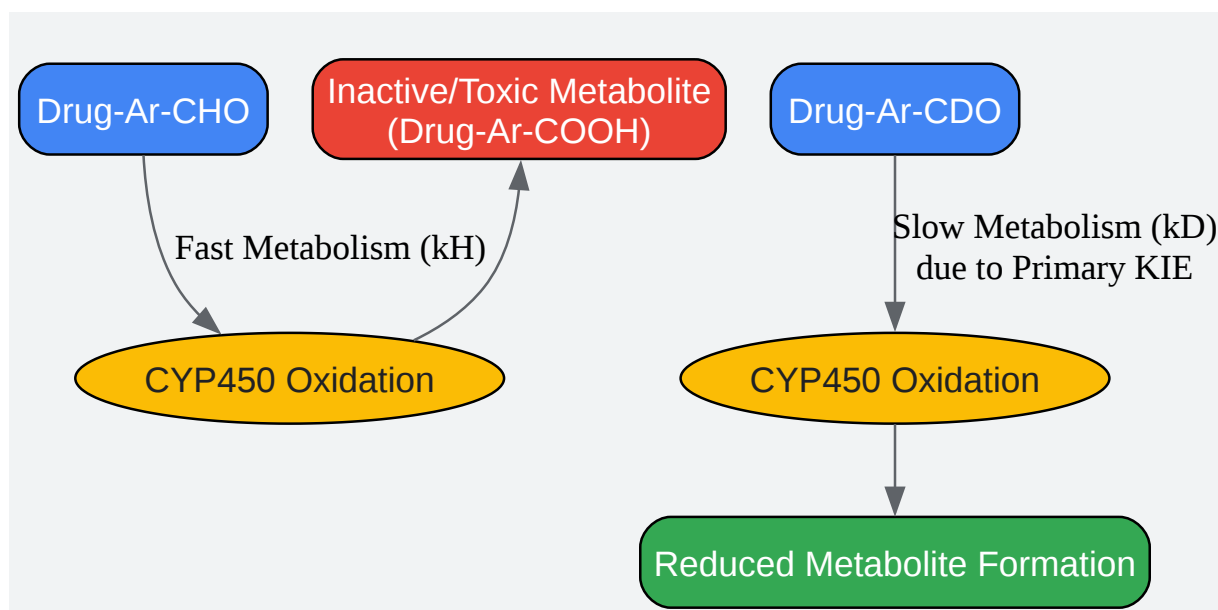 Drug-Ar-CHO
Inactive/Toxic Metabolite
(Drug-Ar-COOH)
Drug-Ar-CDO
Fast Metabolism (kH)
Slow Metabolism (kD)
due to Primary KIE
CYP450 Oxidation
CYP450 Oxidation
Reduced Metabolite Formation